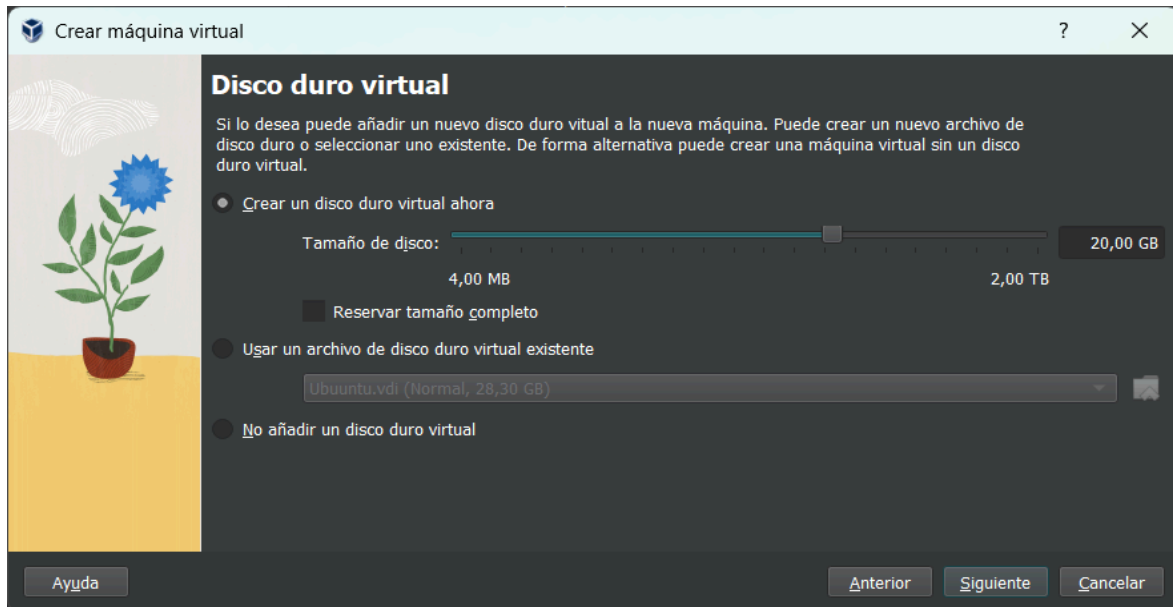 Crear máquina virtual
?
Disco duro virtual
Si lo desea puede añadir un nuevo disco duro vitual a la nueva máquina. Puede crear un nuevo archivo de
disco duro o seleccionar uno existente. De forma alternativa puede crear una máquina virtual sin un disco
duro virtual.
Crear un disco duro virtual ahora
Tamaño de disco:
20,00 GB
4,00 MB
2,00 TB
Reservar tamaño completo
Usar un archivo de disco duro virtual existente
Ubuuntu.vdi (Normal, 28,30 GB)
No añadir un disco duro virtual
Ayuda
Anterior
Siguiente
Cancelar